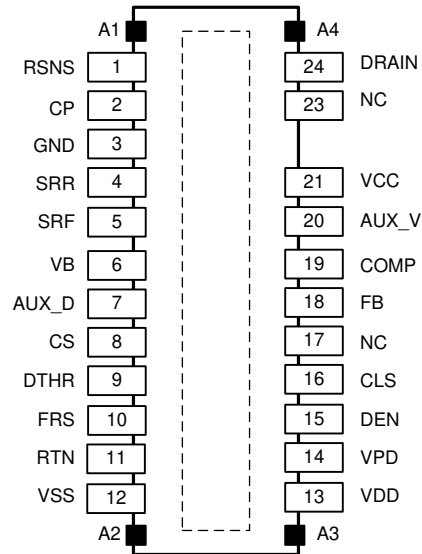 A1 A4
RSNS 1 24 DRAIN
CP 2 23 NC
GND 3
SRR 4 21 VCC
SRF 5 20 AUX_V
VB 6 19 COMP
AUX_D 7 18 FB
CS 8 17 NC
DTHR 9 16 CLS
FRS 10 15 DEN
RTN 11 14 VPD
VSS 12 13 VDD
A2 A3